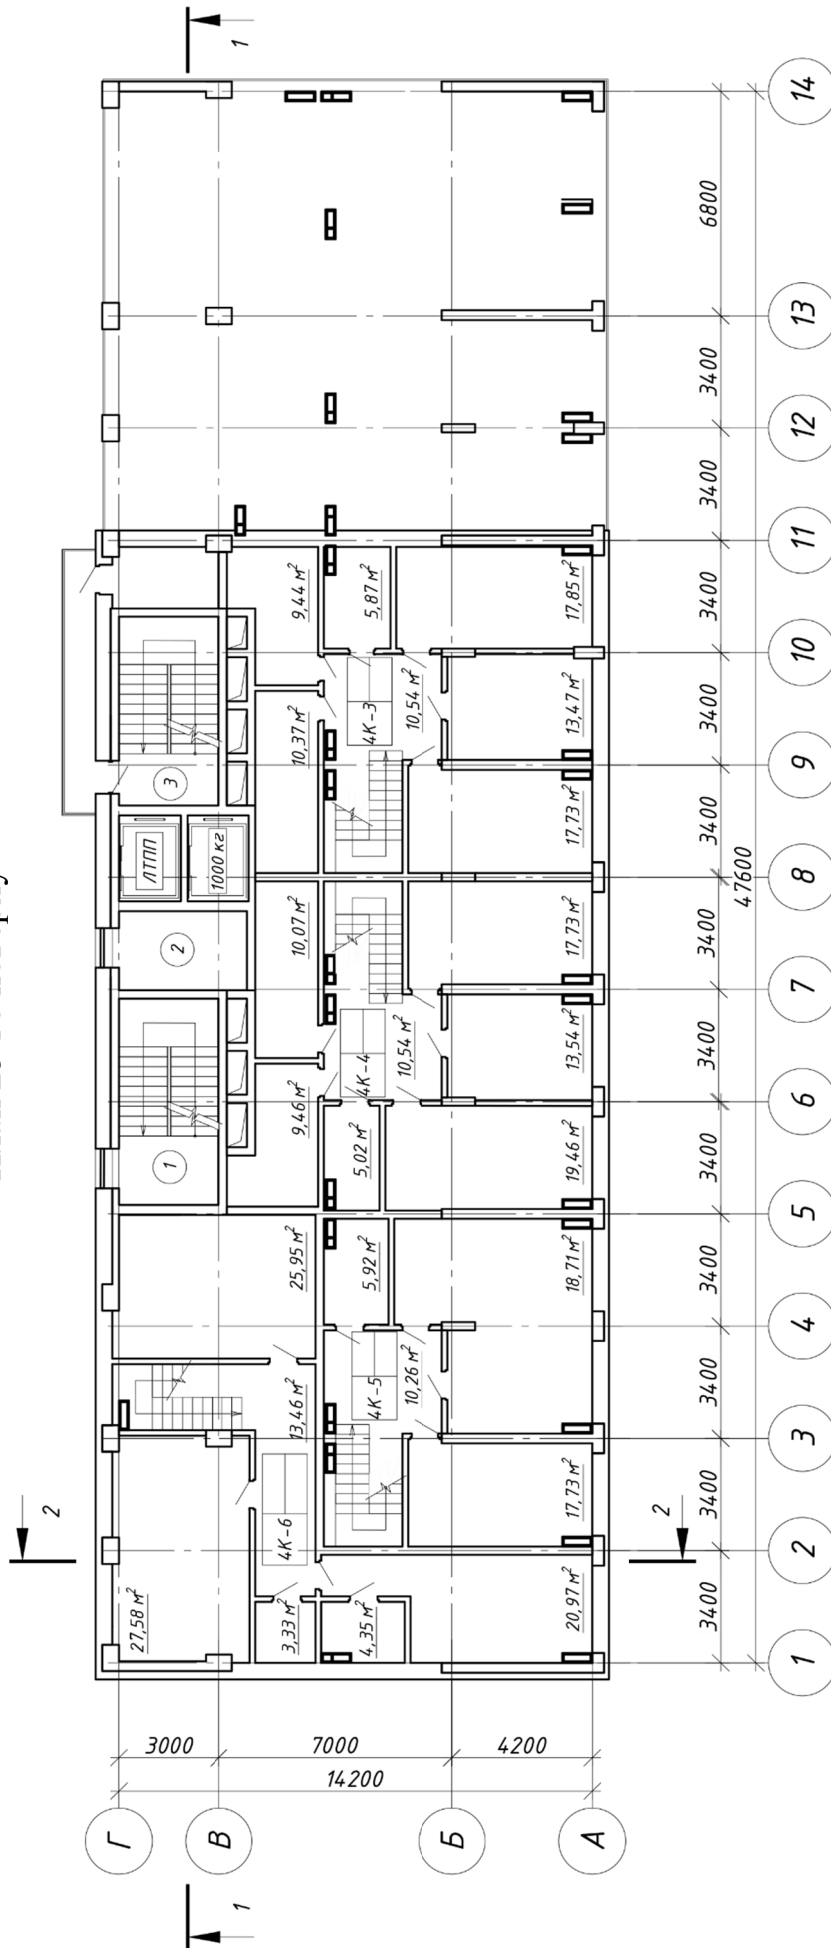 2
Г
3000
27,58 м²
ЛТПП
1
2
3
1000 кг
В
1
1
7000
14200
3,33 м²
4К-6
13,46 м²
25,95 м²
9,46 м²
10,07 м²
10,37 м²
9,44 м²
4,35 м²
4К-5
5,92 м²
5,02 м²
4К-4
4К-3
5,87 м²
10,26 м²
10,54 м²
10,54 м²
Б
4200
20,97 м²
17,73 м²
18,71 м²
19,46 м²
13,54 м²
17,73 м²
17,73 м²
13,47 м²
17,85 м²
А
2
3400
3400
3400
3400
3400
3400
3400
3400
3400
3400
3400
3400
6800
47600
1
2
3
4
5
6
7
8
9
10
11
12
13
14